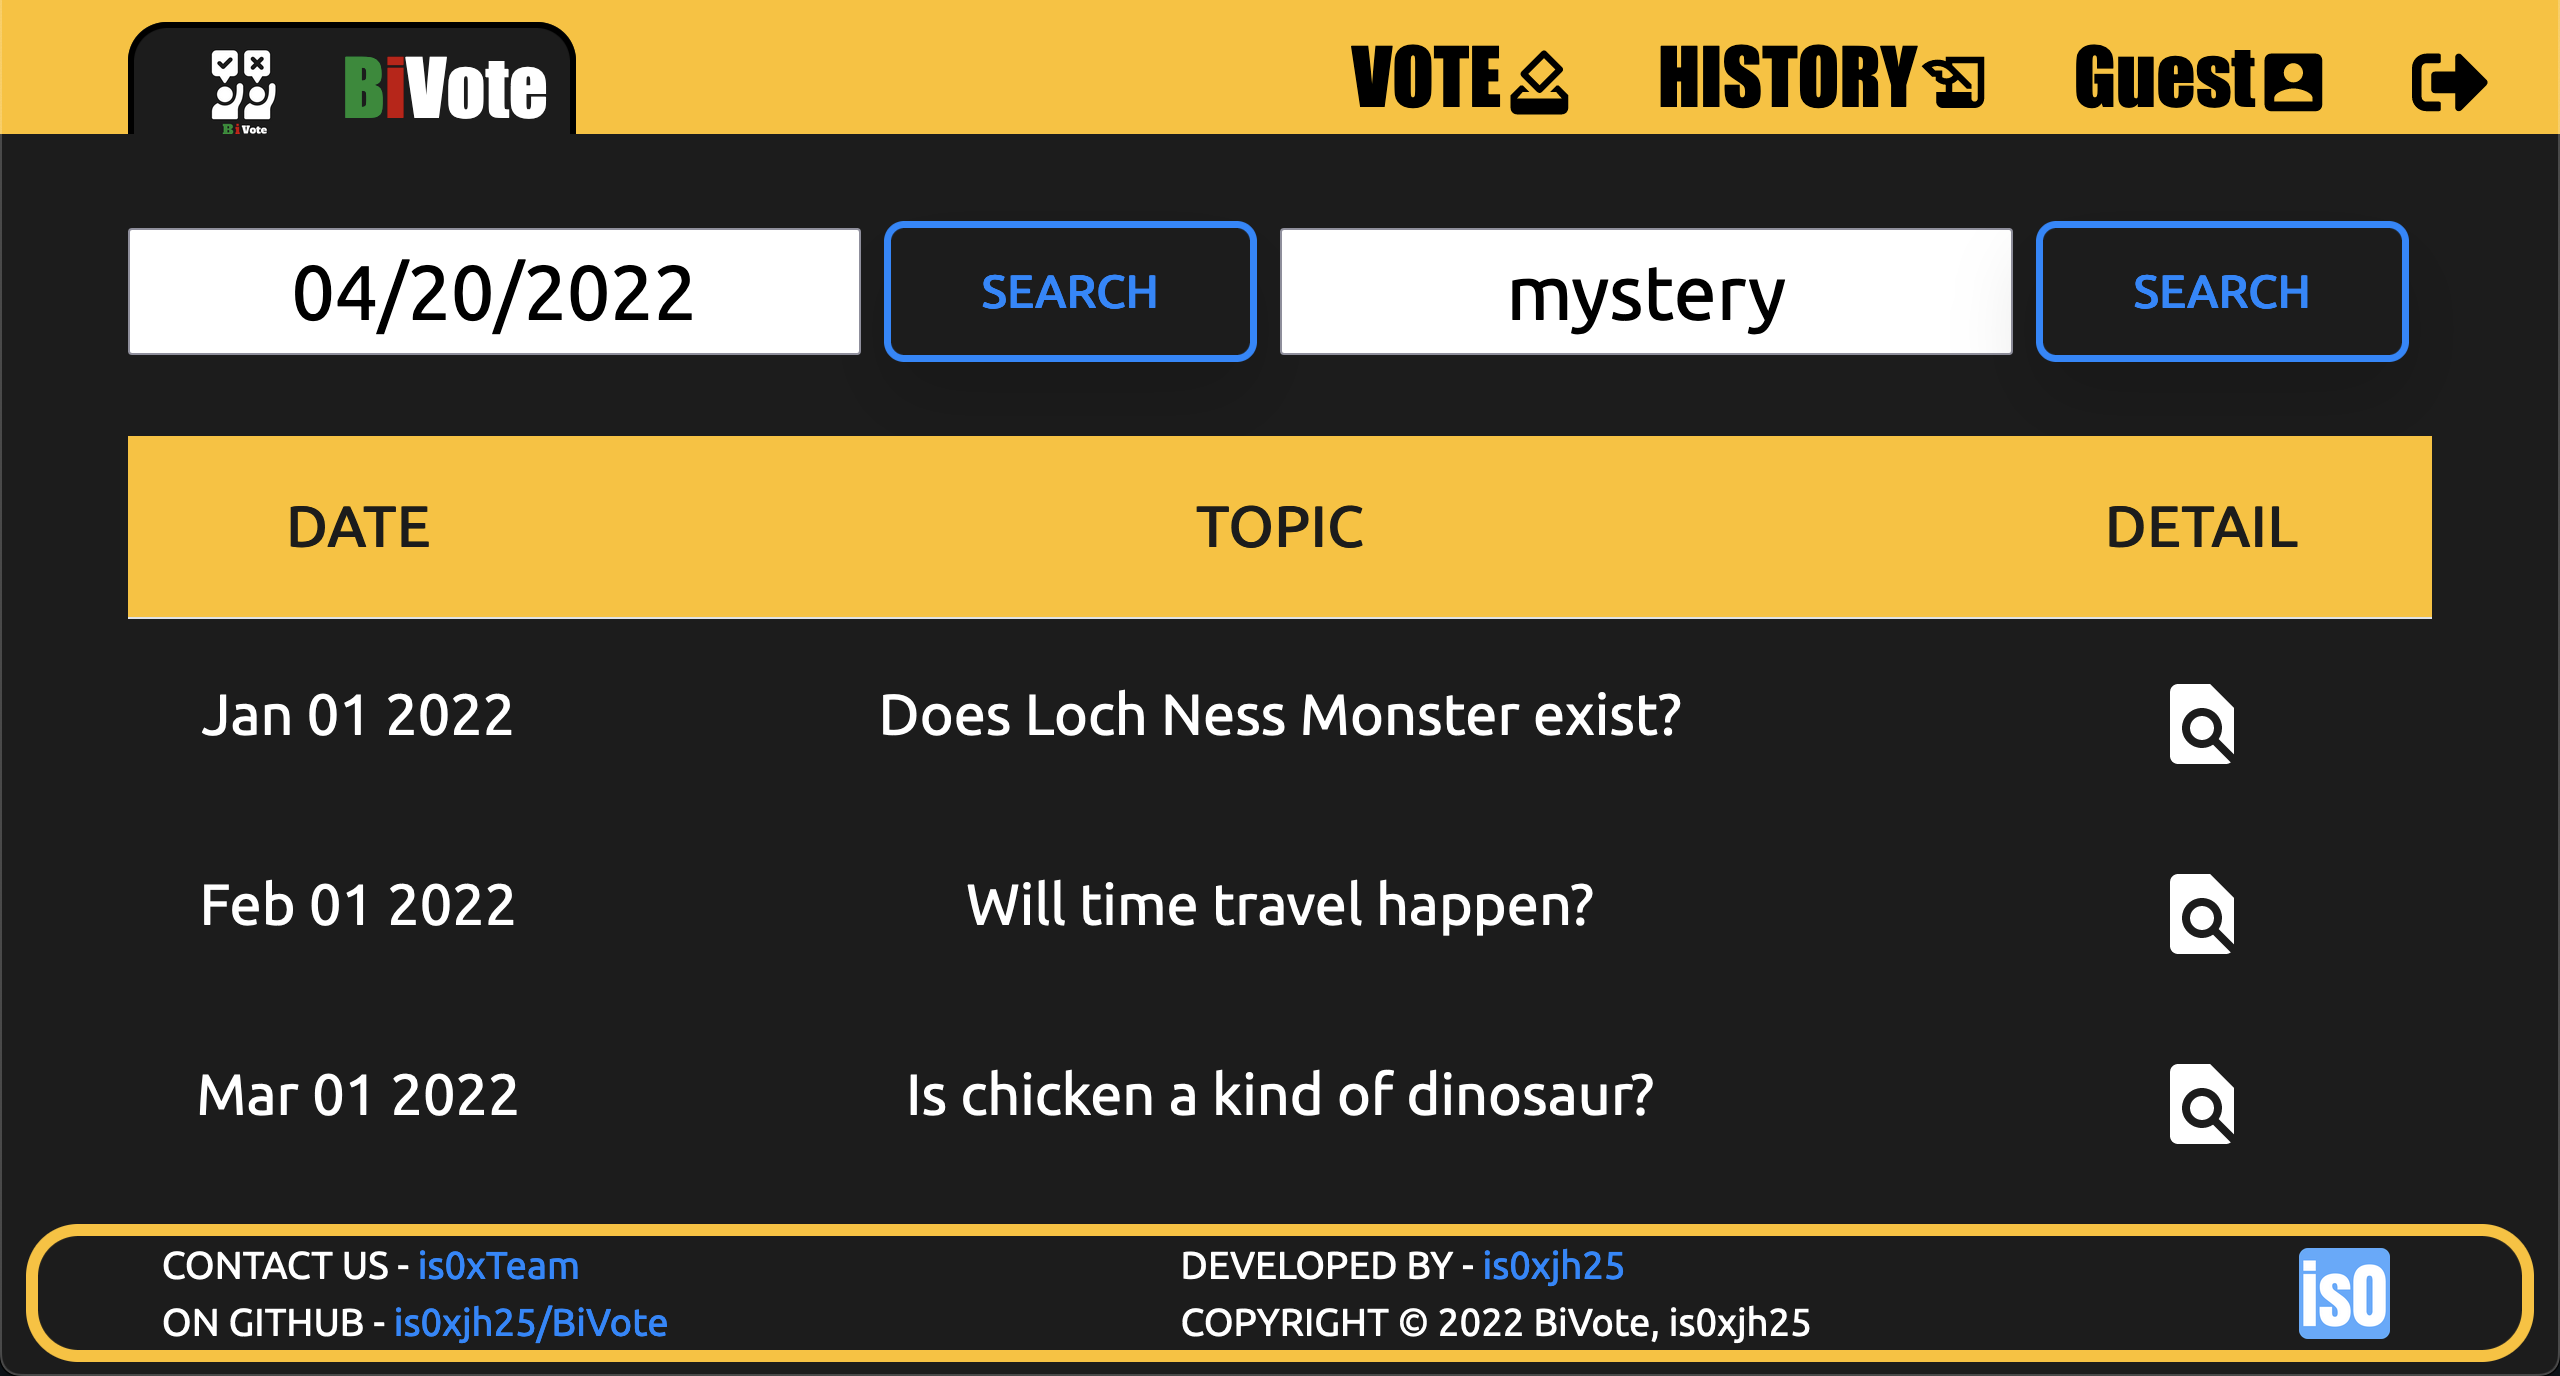 BiVote BiVote VOTE HISTORY Guest
04/20/2022 SEARCH mystery SEARCH
DATE TOPIC DETAIL
Jan 01 2022 Does Loch Ness Monster exist?
Feb 01 2022 Will time travel happen?
Mar 01 2022 Is chicken a kind of dinosaur?
CONTACT US - is0xTeam DEVELOPED BY - is0xjh25
ON GITHUB - is0xjh25/BiVote COPYRIGHT © 2022 BiVote, is0xjh25
is0